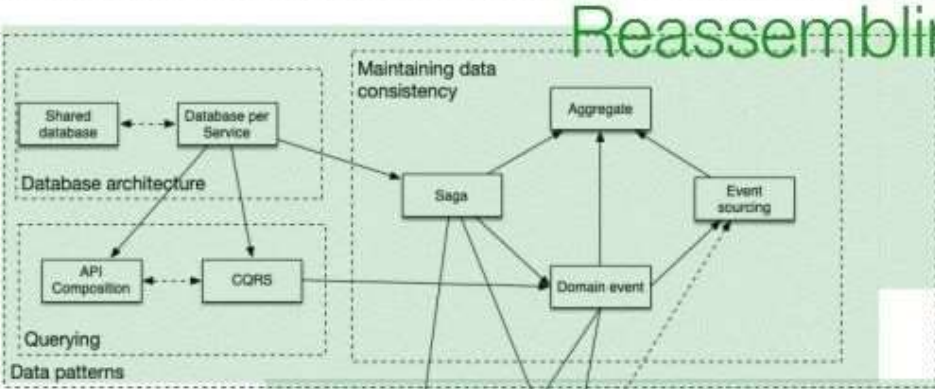 Reassemblin
Maintaining data
consistency
Shared
database
Database per
Service
Aggregate
Database architecture
Saga
Event
sourcing
API
Composition
CQRS
Domain event
Querying
Data patterns